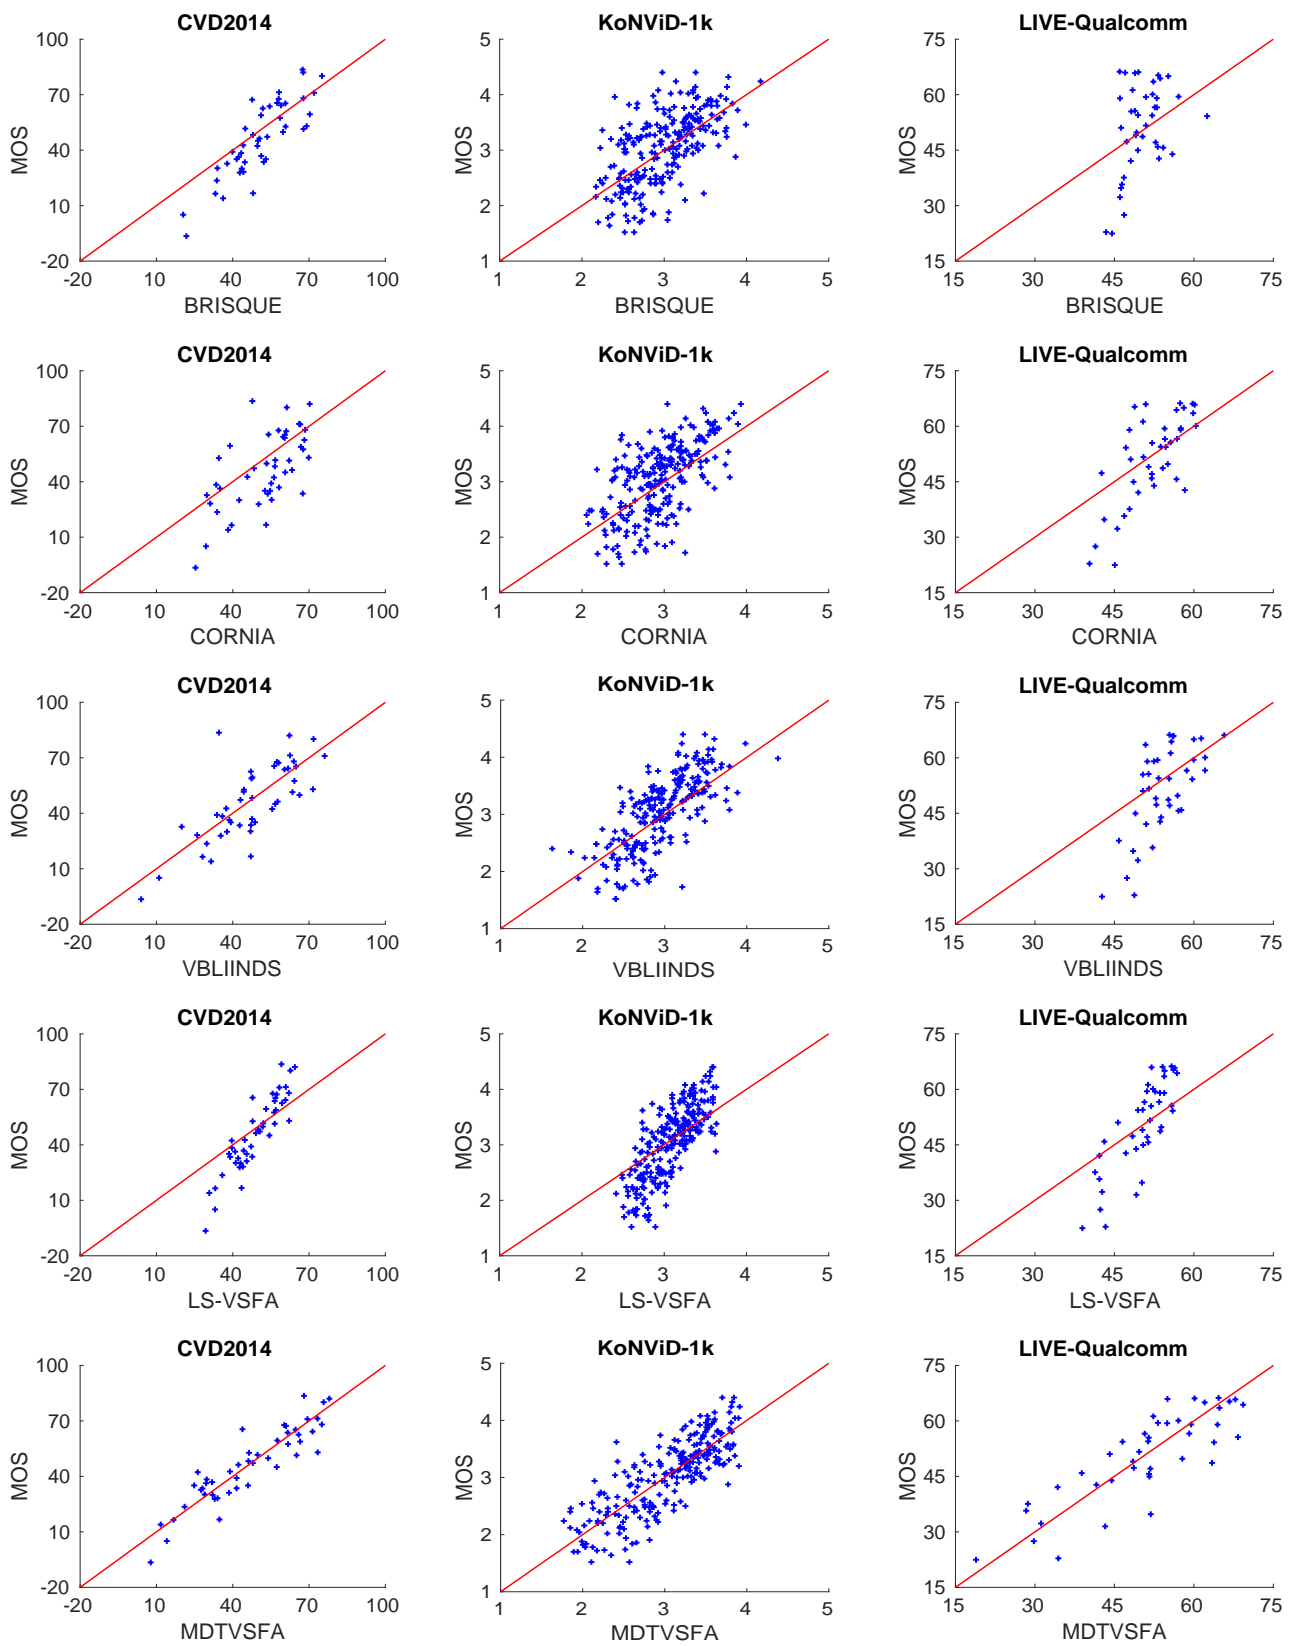 CVD2014 KoNViD-1k LIVE-Qualcomm
100 5 75
70 4 60
40 3 45
10 2 30
-20 1 15
MOS MOS MOS
-20 10 40 70 100 1 2 3 4 5 15 30 45 60 75
BRISQUE BRISQUE BRISQUE
CVD2014 KoNViD-1k LIVE-Qualcomm
100 5 75
70 4 60
40 3 45
10 2 30
-20 1 15
MOS MOS MOS
-20 10 40 70 100 1 2 3 4 5 15 30 45 60 75
CORNIA CORNIA CORNIA
CVD2014 KoNViD-1k LIVE-Qualcomm
100 5 75
70 4 60
40 3 45
10 2 30
-20 1 15
MOS MOS MOS
-20 10 40 70 100 1 2 3 4 5 15 30 45 60 75
VBLIINDS VBLIINDS VBLIINDS
CVD2014 KoNViD-1k LIVE-Qualcomm
100 5 75
70 4 60
40 3 45
10 2 30
-20 1 15
MOS MOS MOS
-20 10 40 70 100 1 2 3 4 5 15 30 45 60 75
LS-VSFA LS-VSFA LS-VSFA
CVD2014 KoNViD-1k LIVE-Qualcomm
100 5 75
70 4 60
40 3 45
10 2 30
-20 1 15
MOS MOS MOS
-20 10 40 70 100 1 2 3 4 5 15 30 45 60 75
MDTVSFA MDTVSFA MDTVSFA